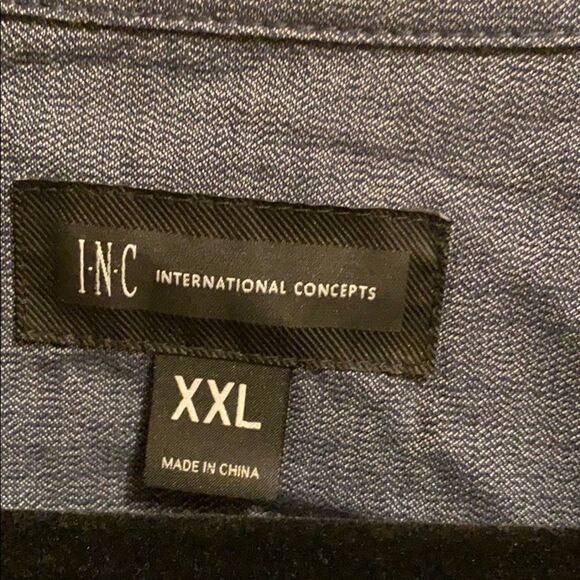 I·N·C INTERNATIONAL CONCEPTS
XXL
MADE IN CHINA